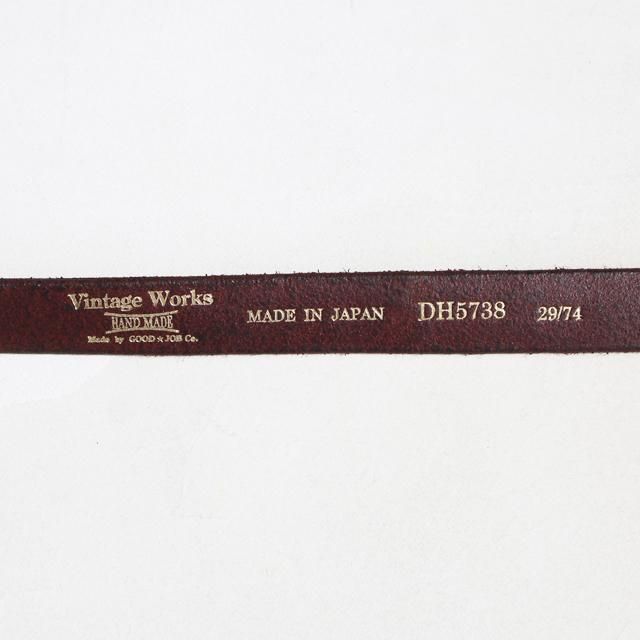 Vintage Works
HAND MADE
Made by GOOD★JOB Co.
MADE IN JAPAN
DH5738
29/74